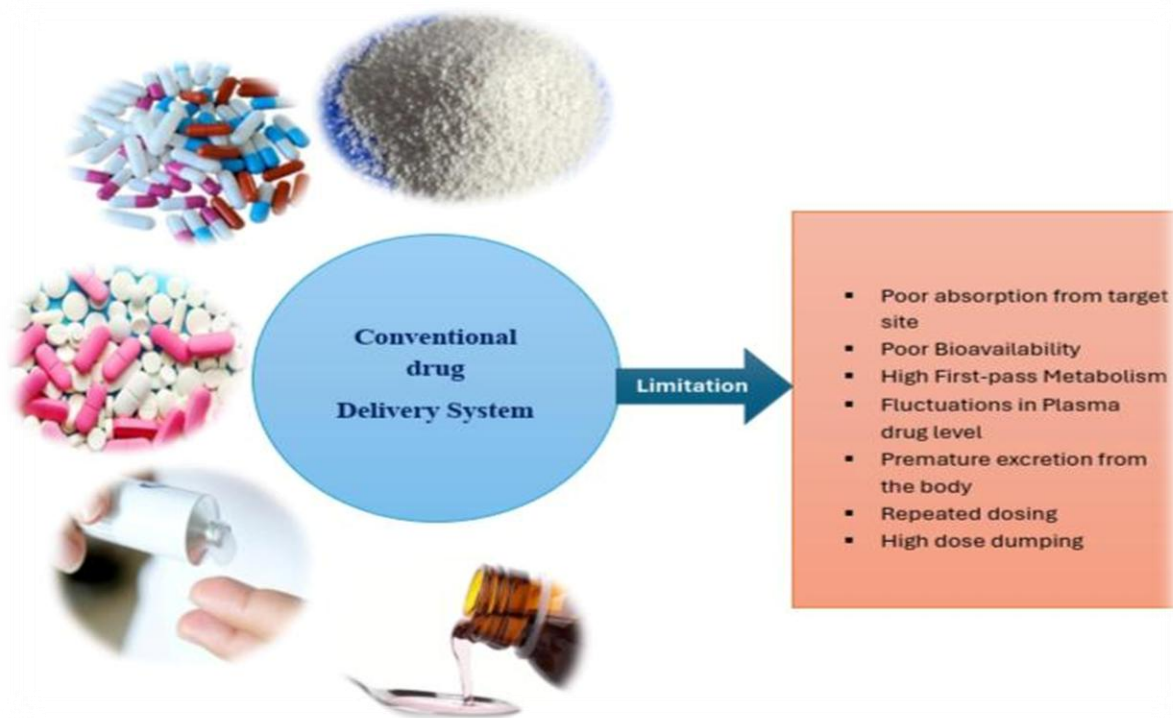 Conventional
drug
Delivery System
Limitation
▪ Poor absorption from target
site
▪ Poor Bioavailability
▪ High First-pass Metabolism
▪ Fluctuations in Plasma
drug level
▪ Premature excretion from
the body
▪ Repeated dosing
▪ High dose dumping